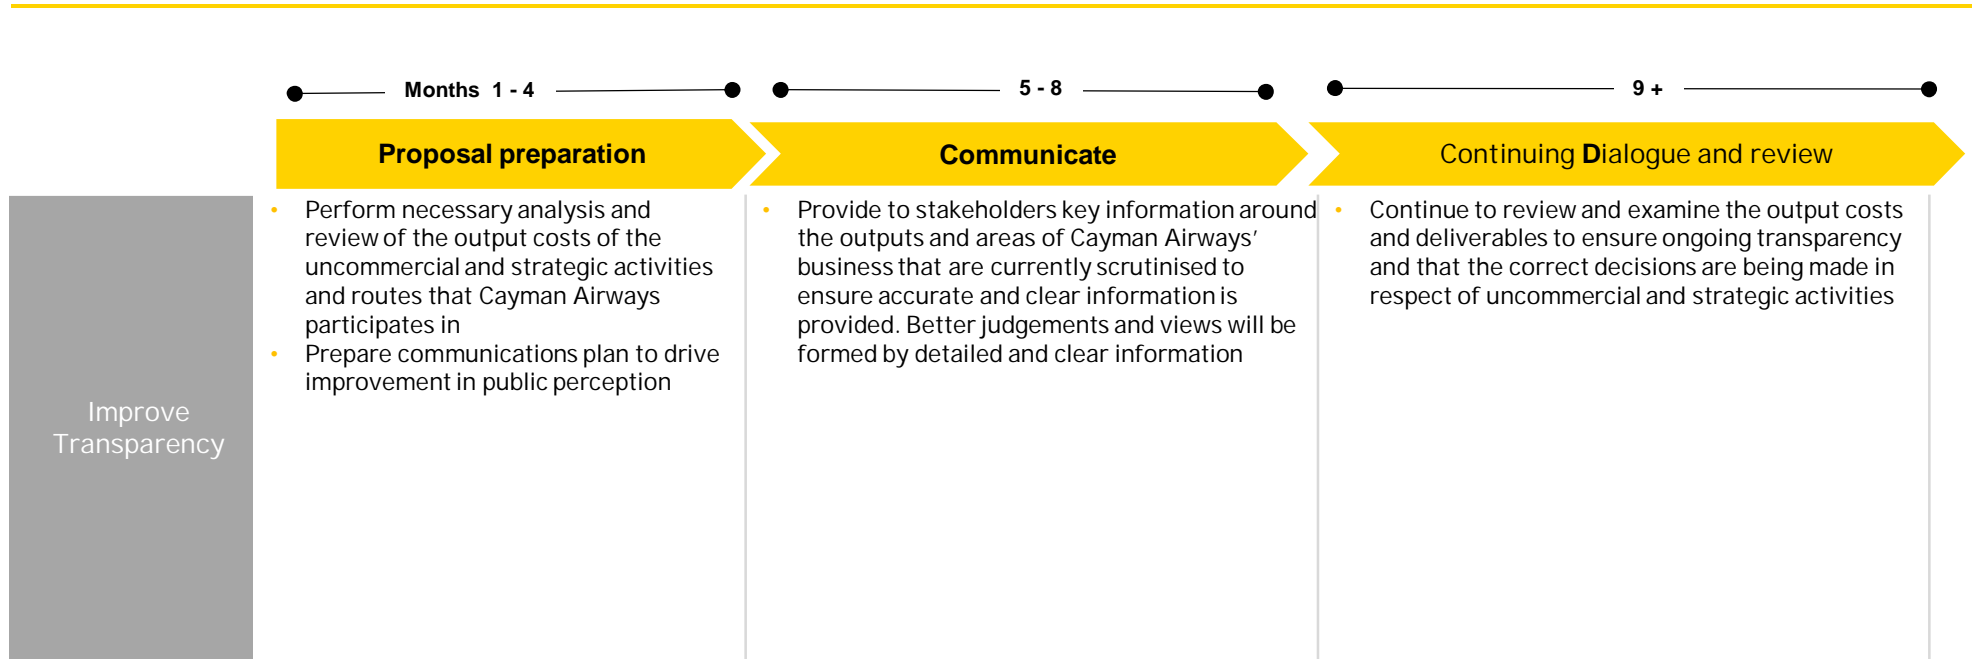 Months 1 - 4
5 - 8
9 +
Proposal preparation
Communicate
Continuing Dialogue and review
Improve
Transparency
• Perform necessary analysis and
review of the output costs of the
uncommercial and strategic activities
and routes that Cayman Airways
participates in
• Prepare communications plan to drive
improvement in public perception
• Provide to stakeholders key information around
the outputs and areas of Cayman Airways’
business that are currently scrutinised to
ensure accurate and clear information is
provided. Better judgements and views will be
formed by detailed and clear information
• Continue to review and examine the output costs
and deliverables to ensure ongoing transparency
and that the correct decisions are being made in
respect of uncommercial and strategic activities